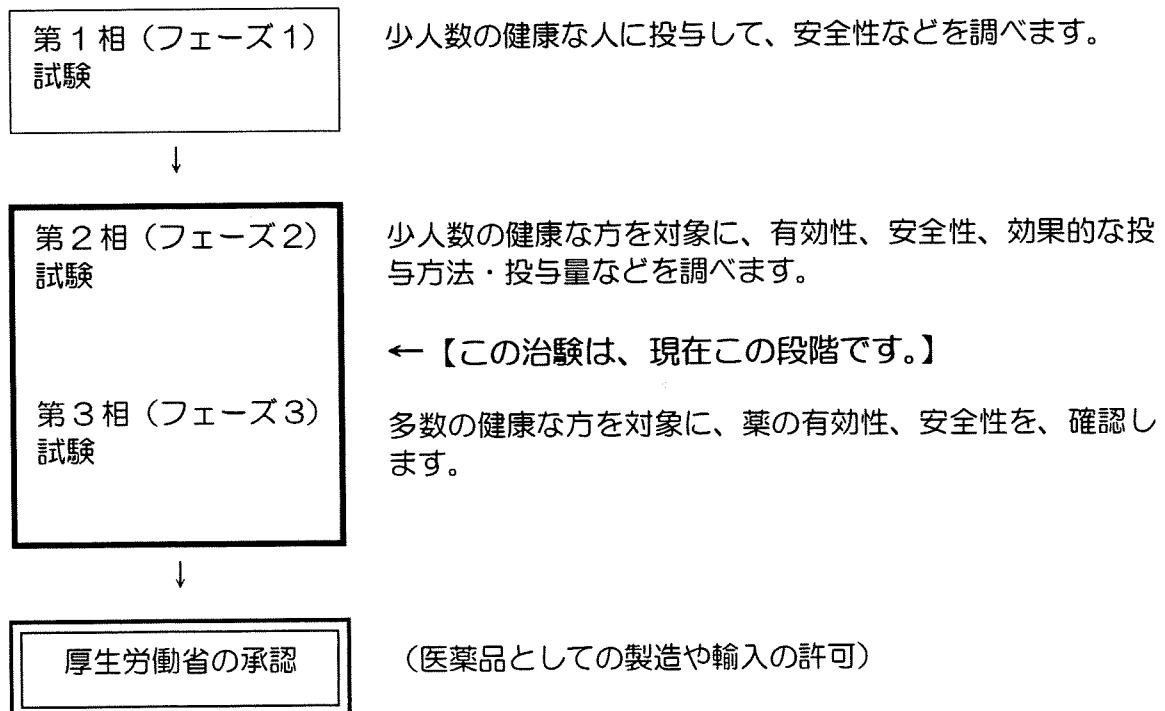 第1相（フェーズ1）
試験
少人数の健康な人に投与して、安全性などを調べます。
↓
第2相（フェーズ2）
試験
少人数の健康な方を対象に、有効性、安全性、効果的な投
与方法・投与量などを調べます。
←【この治験は、現在この段階です。】
第3相（フェーズ3）
試験
多数の健康な方を対象に、薬の有効性、安全性を、確認し
ます。
↓
厚生労働省の承認
（医薬品としての製造や輸入の許可）